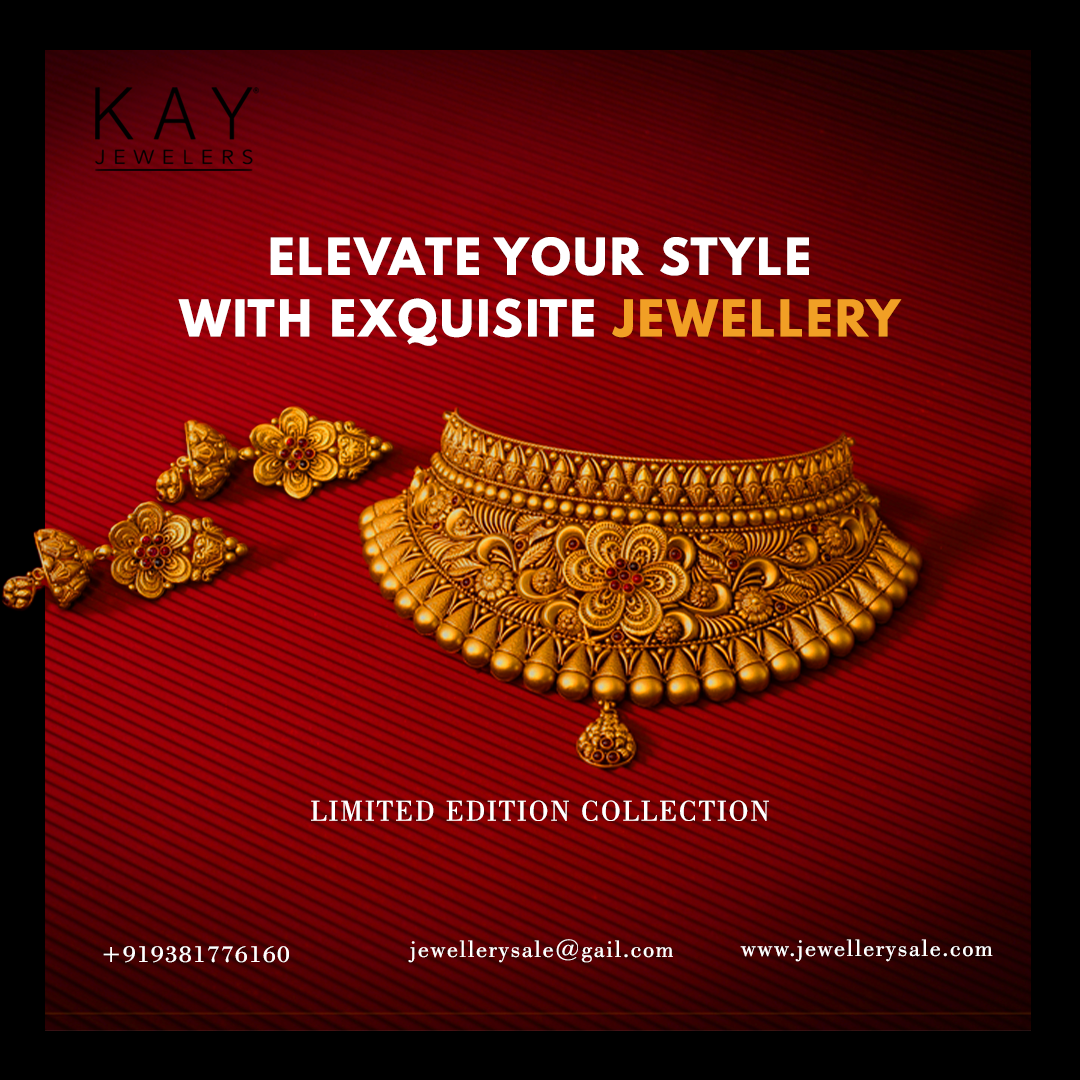 KAY
JEWELERS
ELEVATE YOUR STYLE
WITH EXQUISITE JEWELLERY
LIMITED EDITION COLLECTION
+919381776160
jewellerysale@gail.com
www.jewellerysale.com